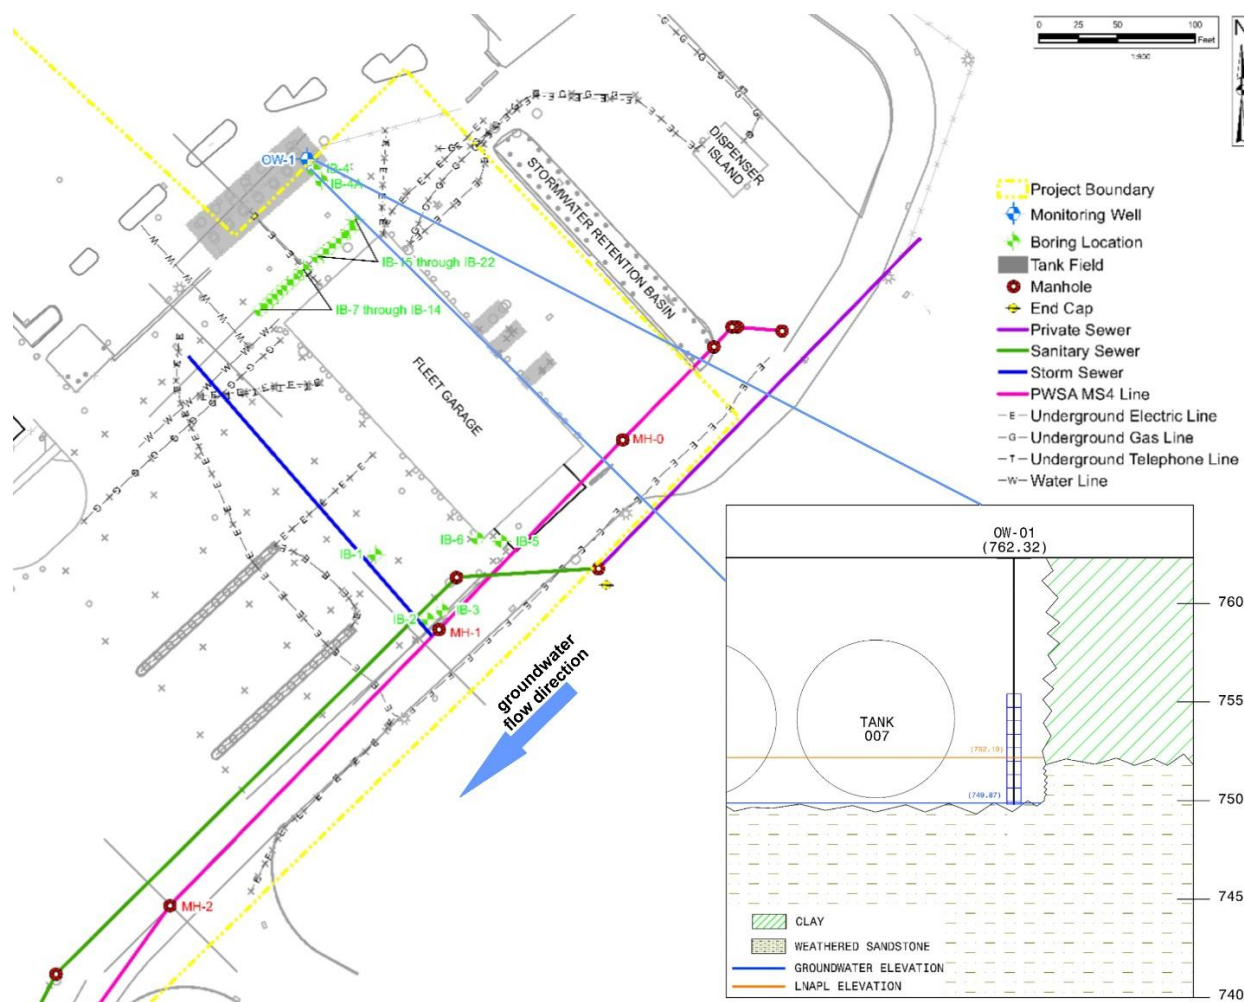 0 25 50 100
Feet
1:900
N
OW-1
IB-4
IB-4A
IB-15 through IB-22
IB-7 through IB-14
DISPENSER
ISLAND
STORMWATER RETENTION BASIN
FLEET GARAGE
MH-0
IB-1
IB-6
IB-5
IB-2
IB-3
MH-1
MH-2
groundwater
flow direction
Project Boundary
Monitoring Well
Boring Location
Tank Field
Manhole
End Cap
Private Sewer
Sanitary Sewer
Storm Sewer
PWSA MS4 Line
E Underground Electric Line
G Underground Gas Line
T Underground Telephone Line
W Water Line
OW-01
(762.32)
TANK
007
(752.19)
(749.87)
760
755
750
745
740
CLAY
WEATHERED SANDSTONE
GROUNDWATER ELEVATION
LNAPL ELEVATION